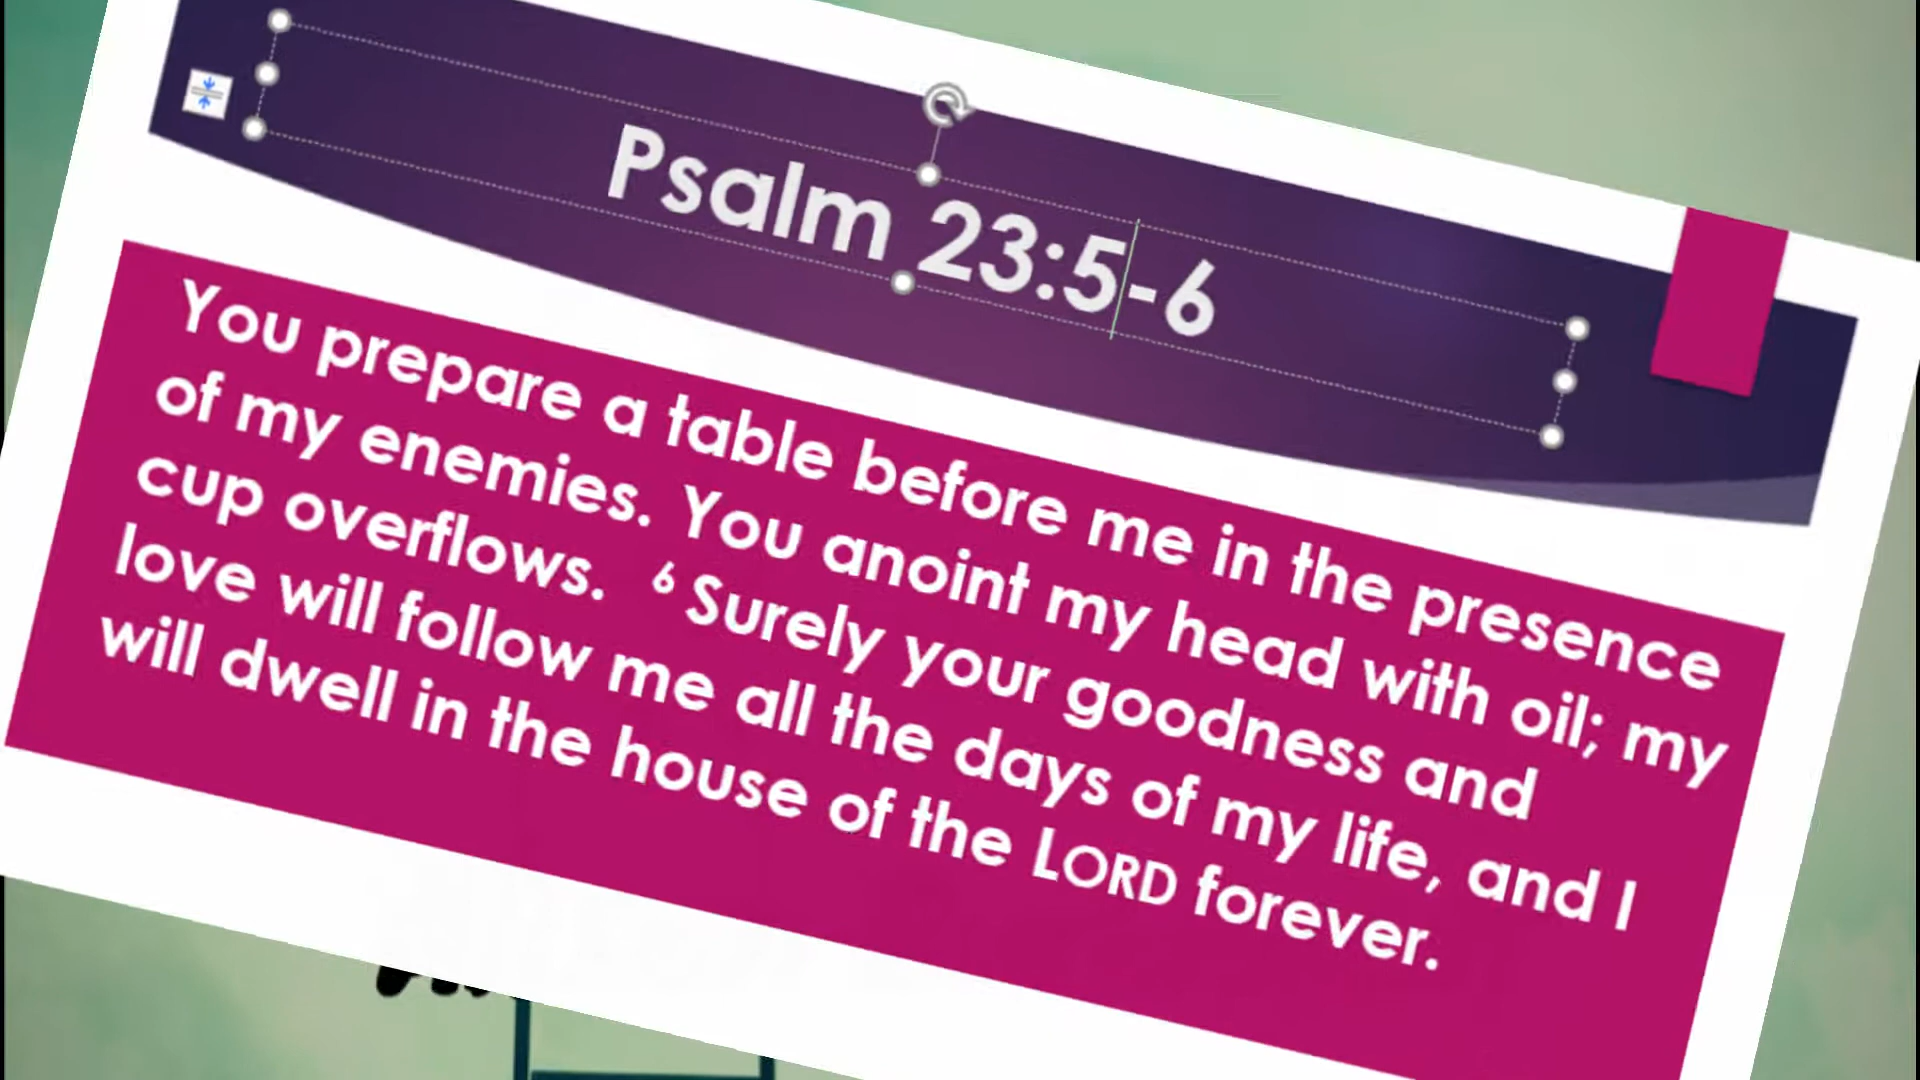 Psalm 23:5-6
You prepare a table before me in the presence
of my enemies. You anoint my head with oil; my
cup overflows. 6 Surely your goodness and
love will follow me all the days of my life, and I
will dwell in the house of the LORD forever.